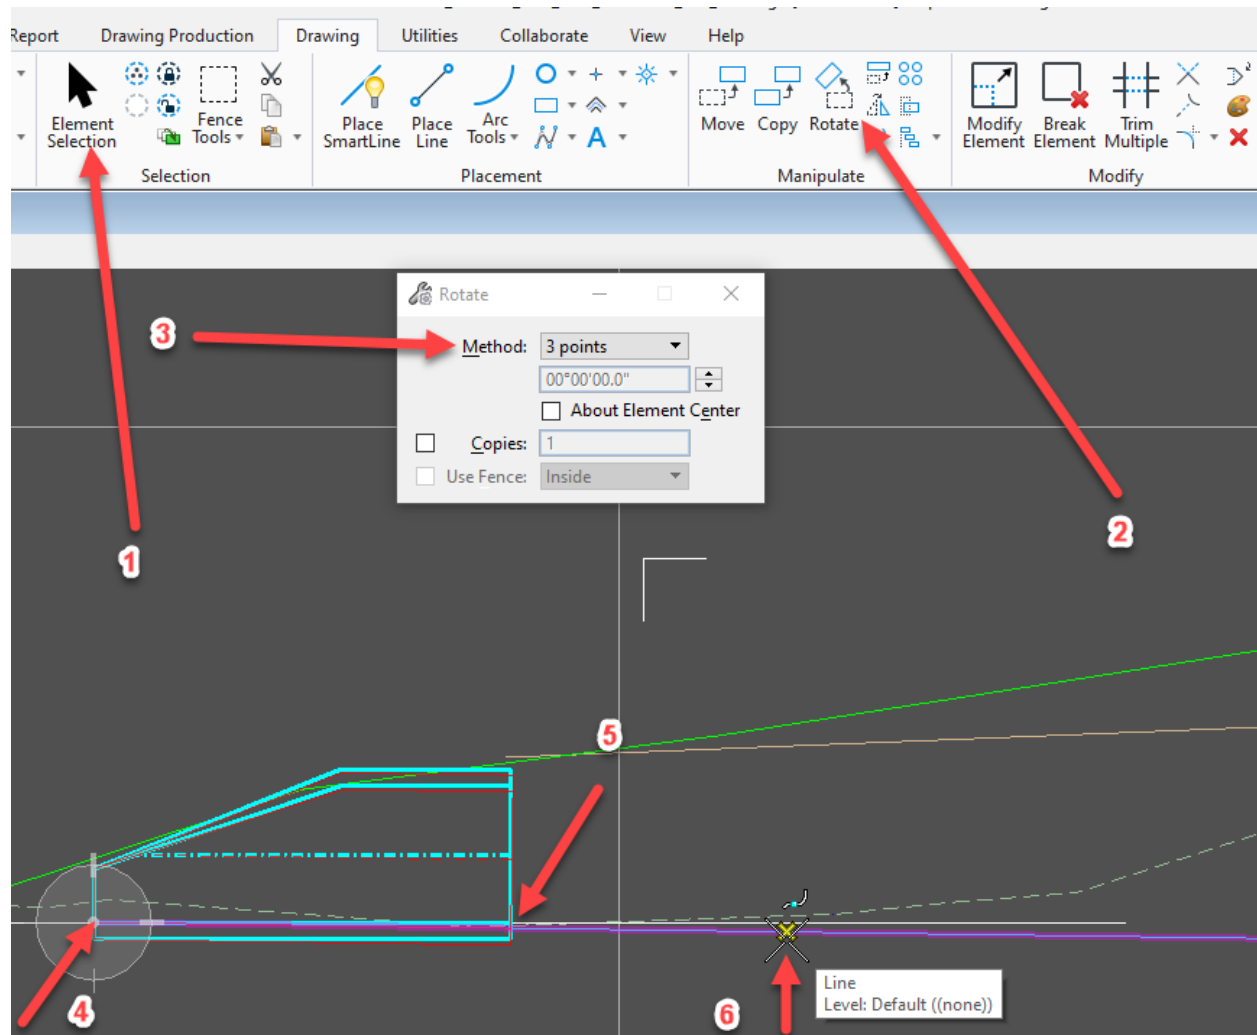 Report Drawing Production Drawing Utilities Collaborate View Help
Element Selection
Fence Tools
Place SmartLine
Place Line
Arc Tools
Move
Copy
Rotate
Modify Element
Break Element
Trim Multiple
Selection
Placement
Manipulate
Modify
Rotate
3
Method: 3 points
00°00'00.0"
About Element Center
Copies: 1
Use Fence: Inside
1
2
5
Line
Level: Default ((none))
4
6